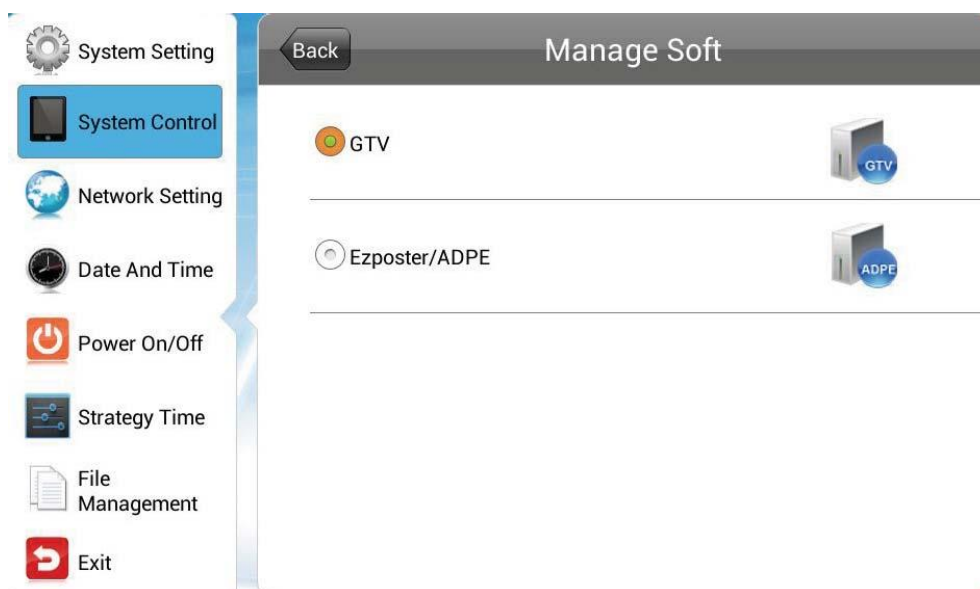 System Setting
System Control
Network Setting
Date And Time
Power On/Off
Strategy Time
File
Management
Exit
Back
Manage Soft
GTV
GTV
Ezposter/ADPE
ADPE